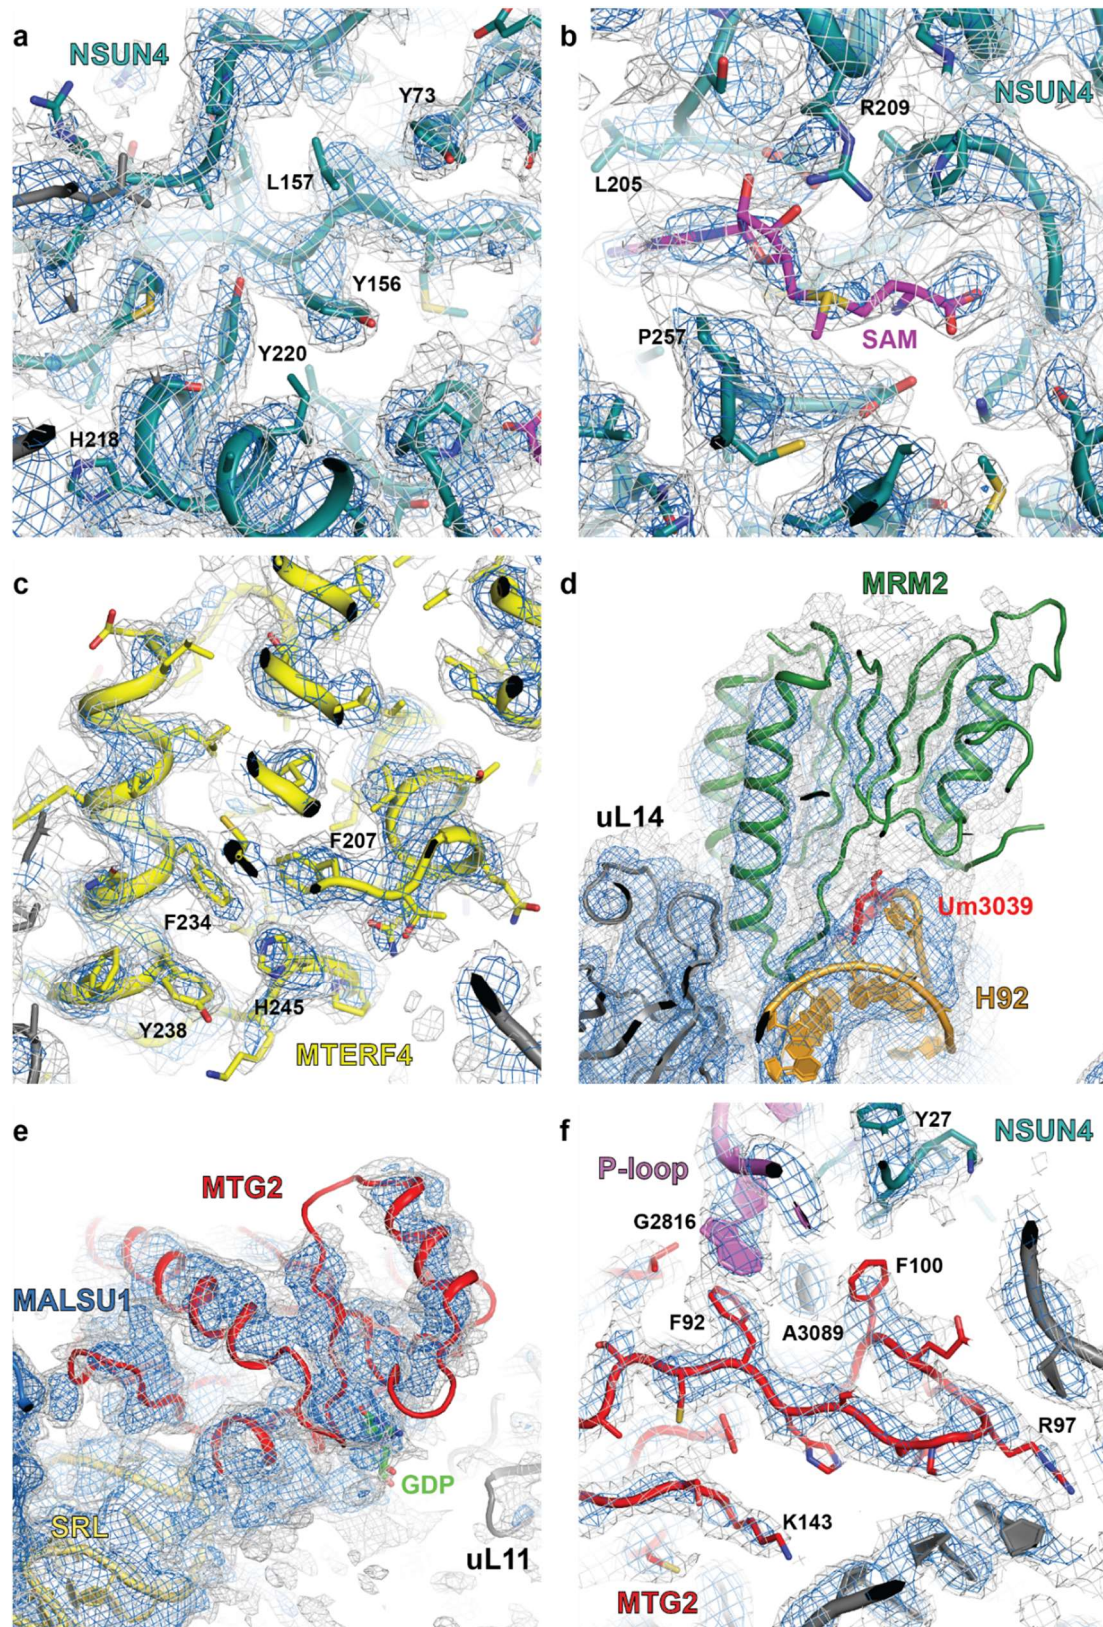 a
NSUN4
Y73
L157
Y156
Y220
H218
b
NSUN4
R209
L205
P257
SAM
c
F207
F234
H245
Y238
MTERF4
d
MRM2
uL14
Um3039
H92
e
MTG2
MALSU1
GDP
SRL
uL11
f
Y27
NSUN4
P-loop
G2816
F100
F92
A3089
R97
K143
MTG2